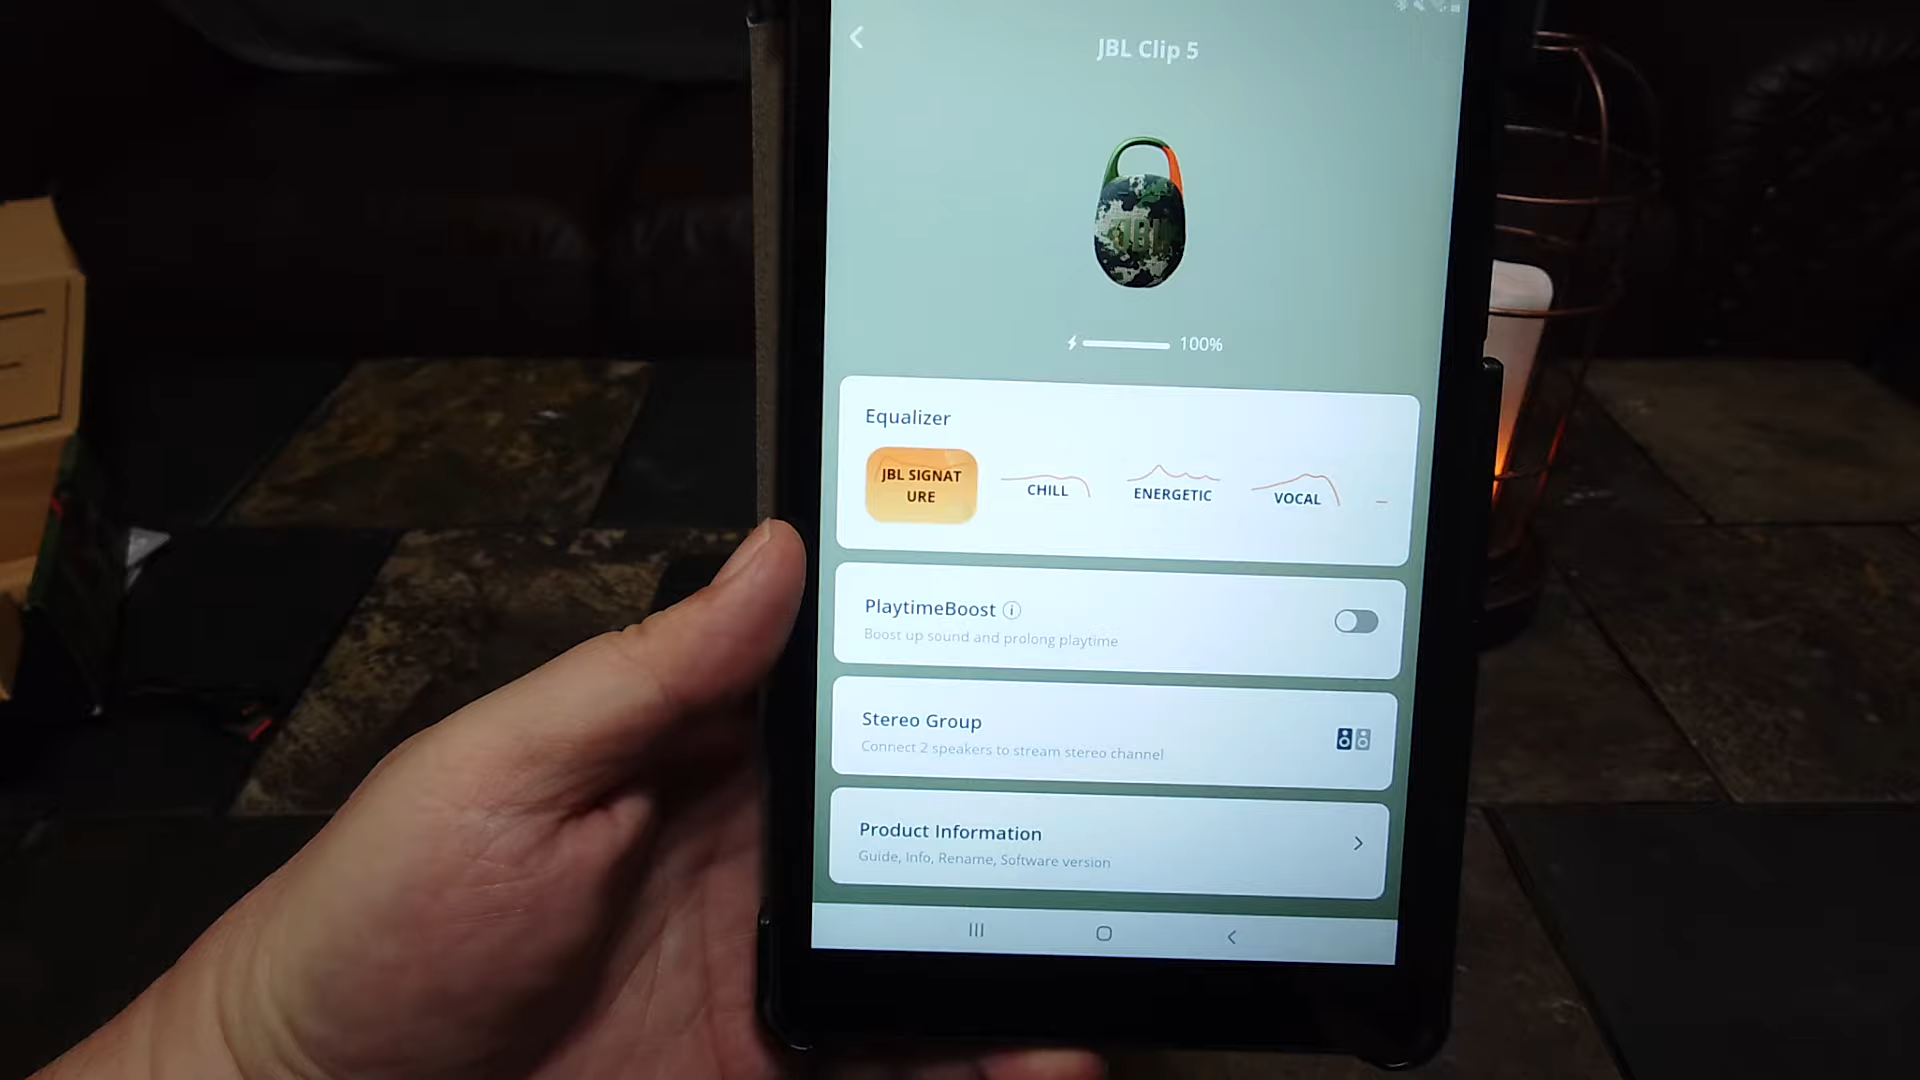 JBL Clip 5
JBL
100%
Equalizer
JBL SIGNAT
URE
CHILL
ENERGETIC
VOCAL
PlaytimeBoost
Boost up sound and prolong playtime
Stereo Group
Connect 2 speakers to stream stereo channel
Product Information
Guide, Info, Rename, Software version